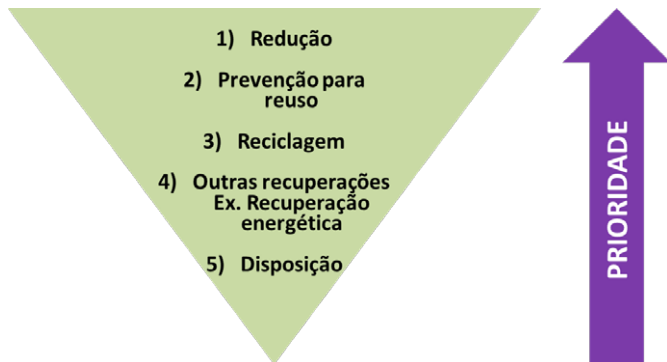 1) Redução
2) Prevenção para
reuso
3) Reciclagem
4) Outras recuperações
Ex. Recuperação
energética
5) Disposição
PRIORIDADE